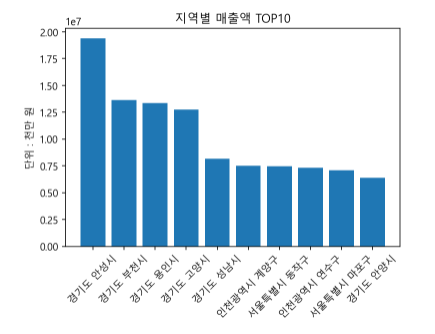 지역별 매출액 TOP10
1e7
2.00
1.75
1.50
1.25
1.00
0.75
0.50
0.25
0.00
단위 : 천만 원
경기도 안성시
경기도 부천시
경기도 용인시
경기도 고양시
경기도 성남시
인천광역시 계양구
서울특별시 동작구
인천광역시 연수구
서울특별시 마포구
경기도 안양시